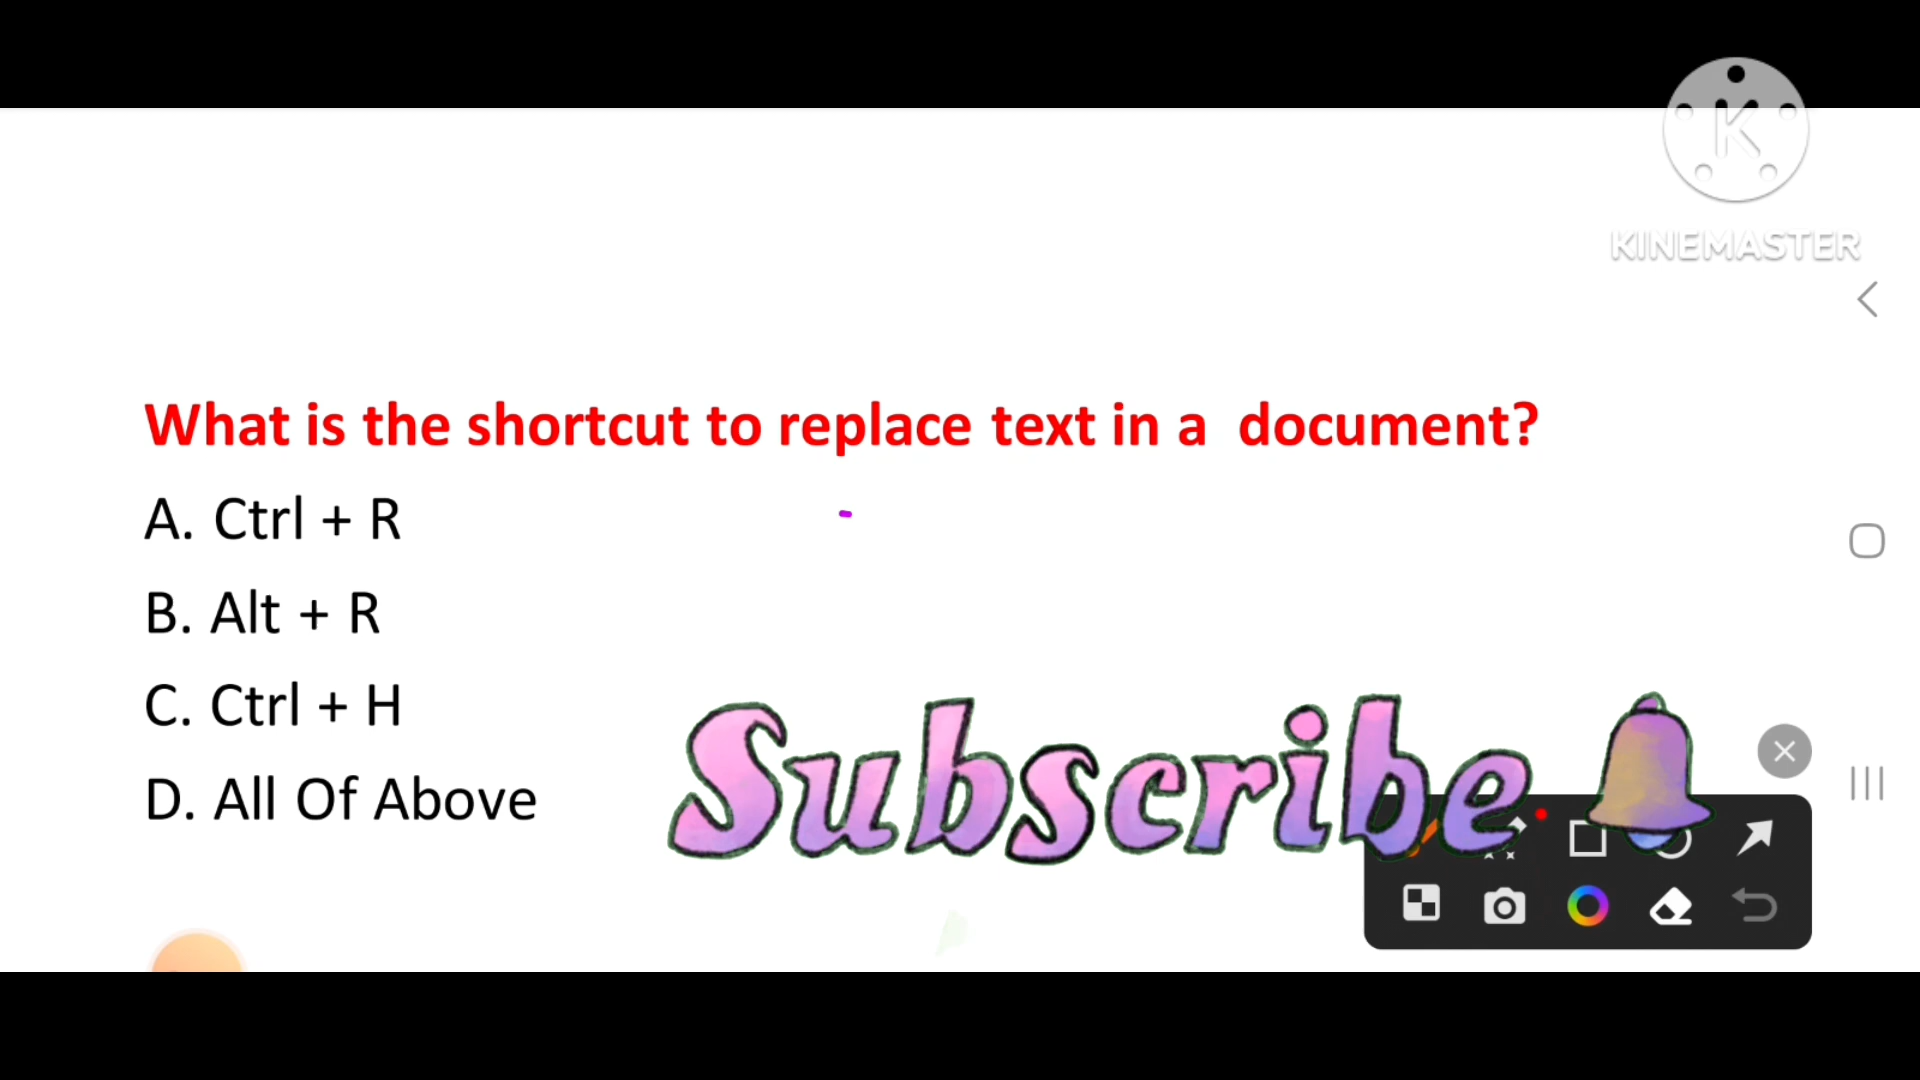 K
KINEMASTER
What is the shortcut to replace text in a document?
A. Ctrl + R
B. Alt + R
C. Ctrl + H
D. All Of Above
Subscribe